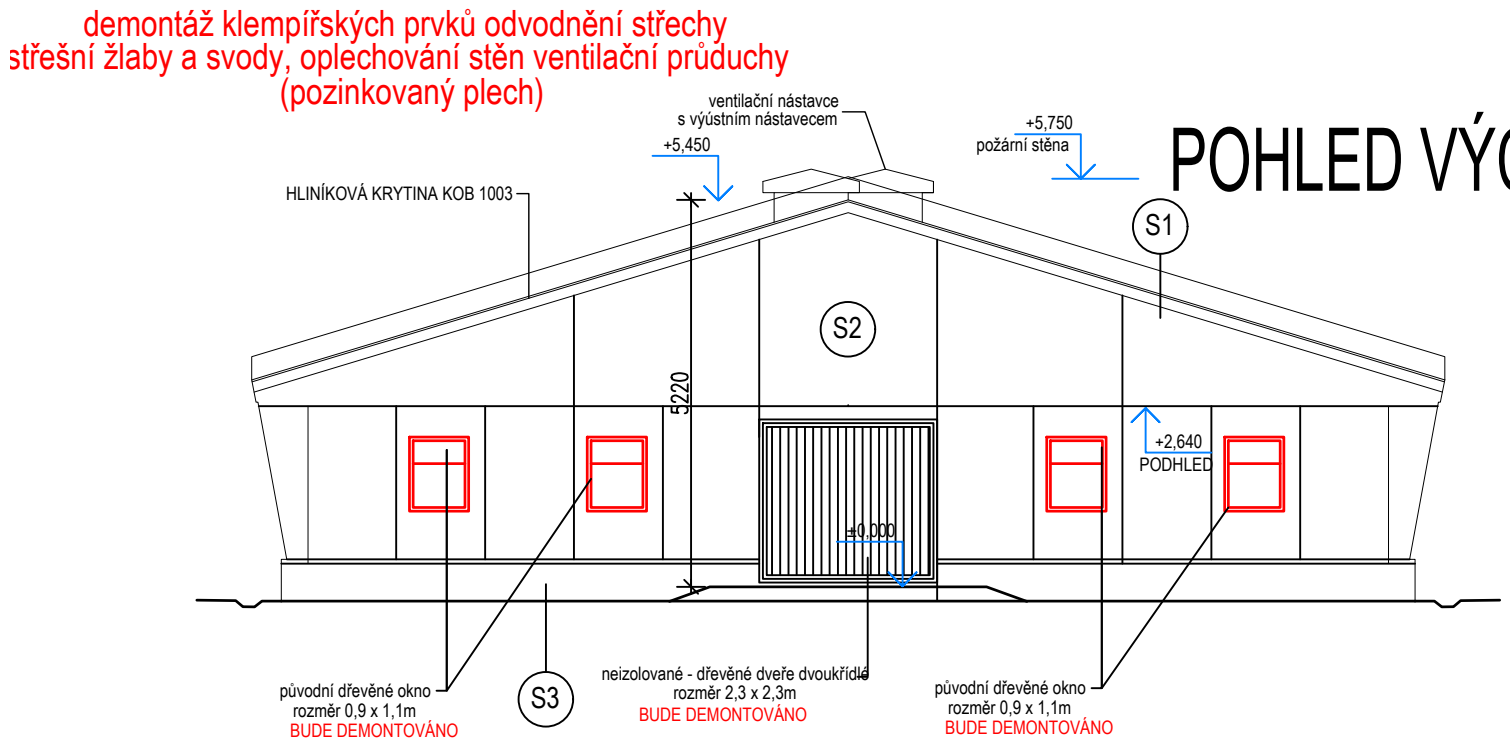 demontáž klempířských prvků odvodnění střechy
střešní žlaby a svody, oplechování stěn ventilační průduchy
(pozinkovaný plech)
ventilační nástavce
s výústním nástavecem
+5,750
požární stěna
POHLED VÝ
+5,450
HLINÍKOVÁ KRYTINA KOB 1003
S1
S2
5220
+2,640
PODHLED
±0,000
původní dřevěné okno
rozměr 0,9 x 1,1m
BUDE DEMONTOVÁNO
S3
neizolované - dřevěné dveře dvoukřídlé
rozměr 2,3 x 2,3m
BUDE DEMONTOVÁNO
původní dřevěné okno
rozměr 0,9 x 1,1m
BUDE DEMONTOVÁNO